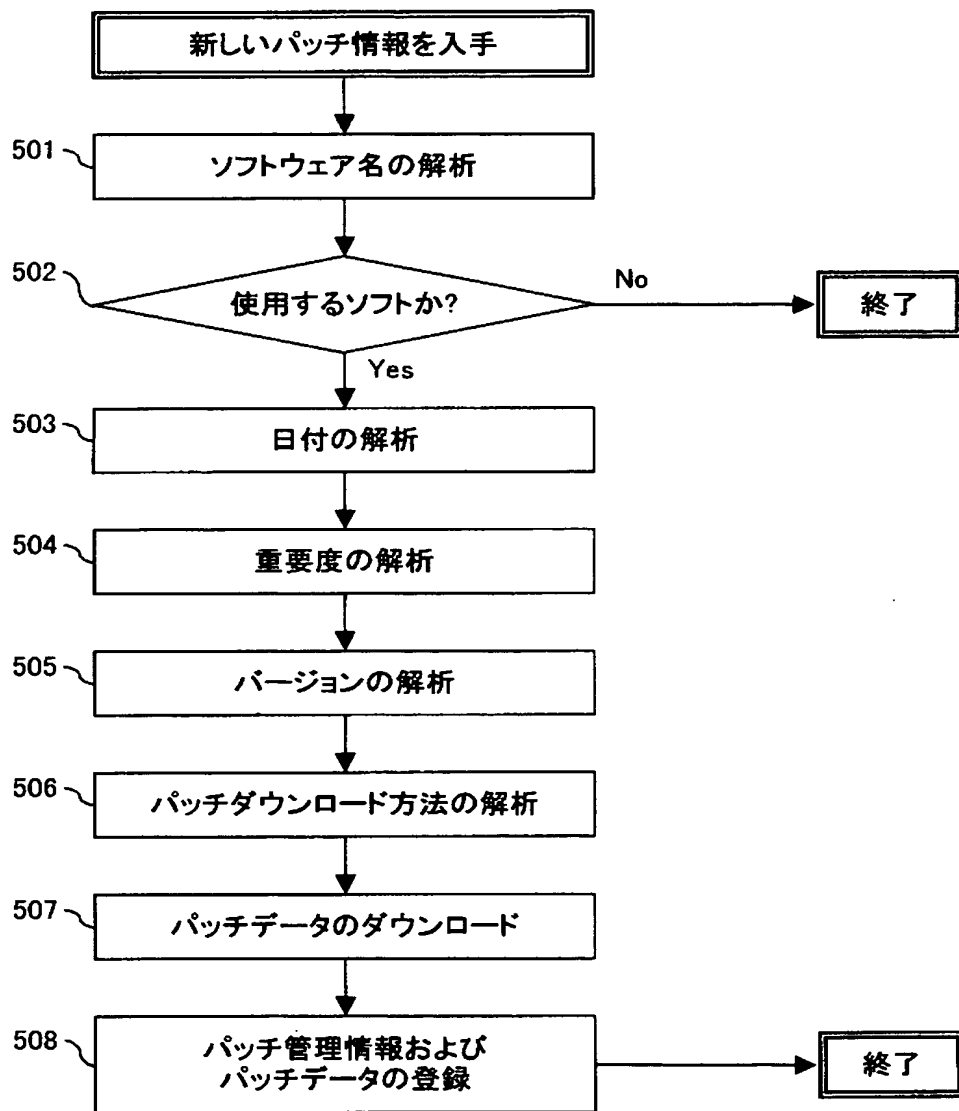 新しいパッチ情報を入手
501
ソフトウェア名の解析
502
使用するソフトか?
No
終了
Yes
503
日付の解析
504
重要度の解析
505
バージョンの解析
506
パッチダウンロード方法の解析
507
パッチデータのダウンロード
508
パッチ管理情報および
パッチデータの登録
終了